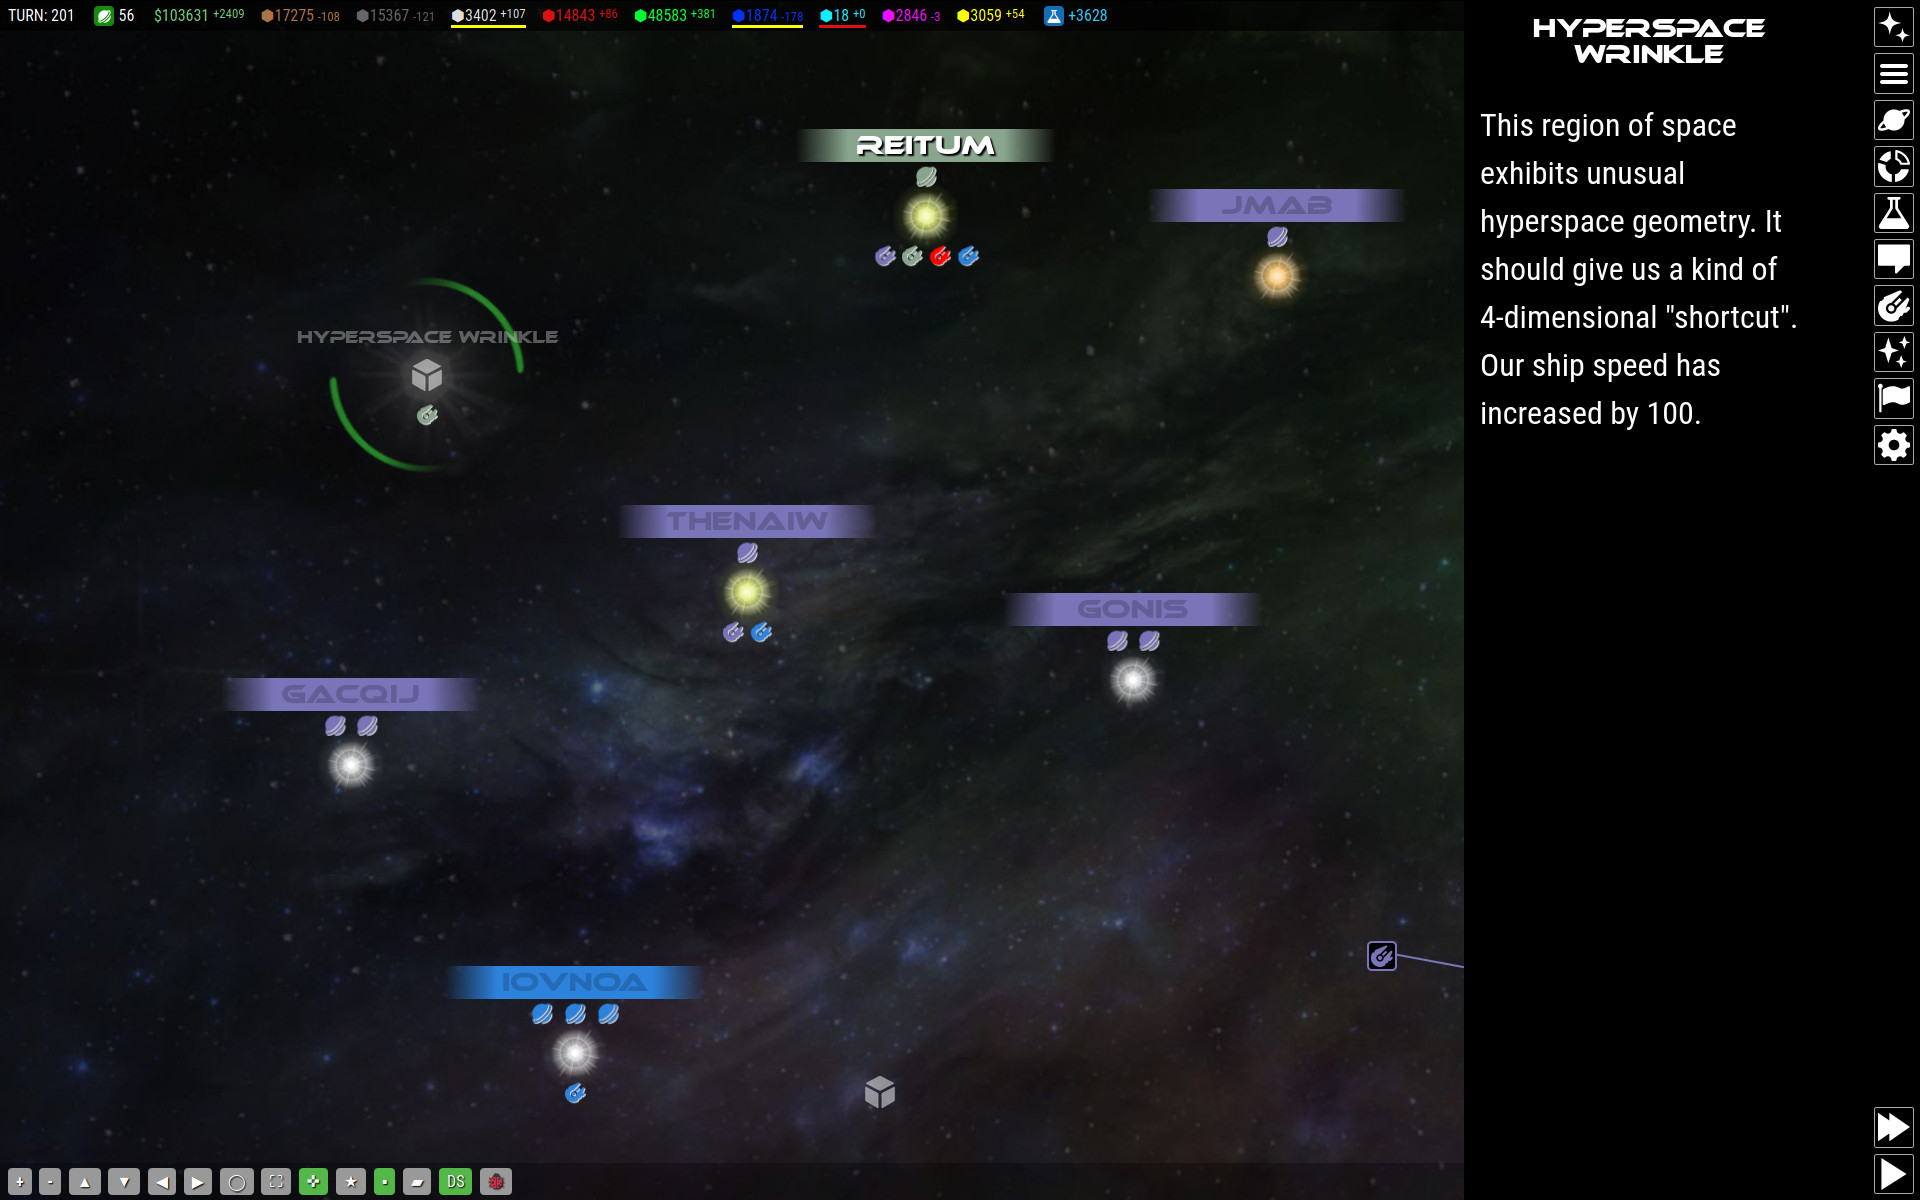 TURN: 201 56 $103631 +2409 17275 -108 15367 -121 3402 +107 14843 +86 48583 +381 1874 -178 18 +0 2846 -3 3059 +54 +3628
HYPERSPACE
WRINKLE
This region of space
exhibits unusual
hyperspace geometry. It
should give us a kind of
4-dimensional "shortcut".
Our ship speed has
increased by 100.
REITUM
JMAB
HYPERSPACE WRINKLE
THENAIW
GONIS
GACQIJ
IOVNOA
+ - DS